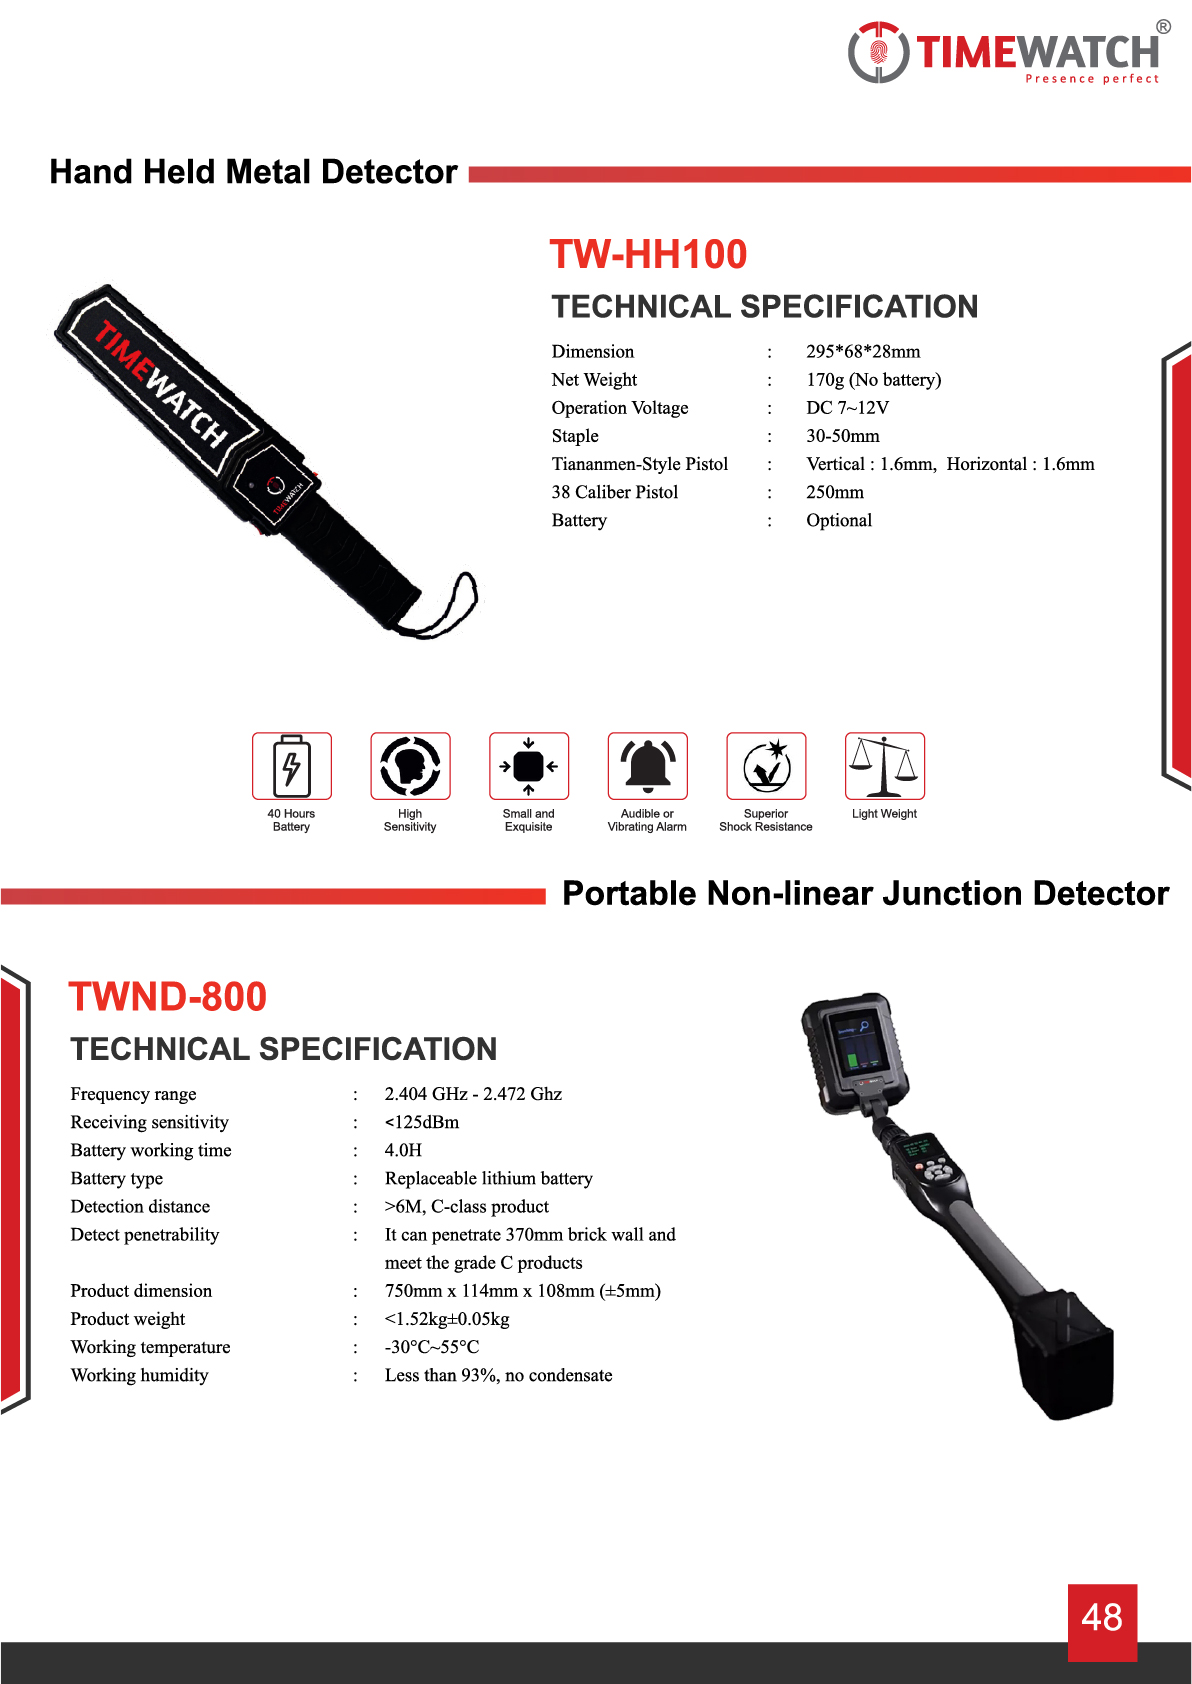 TIMEWATCH®
Presence perfect
Hand Held Metal Detector
TW-HH100
TECHNICAL SPECIFICATION
Dimension : 295*68*28mm
Net Weight : 170g (No battery)
Operation Voltage : DC 7~12V
Staple : 30-50mm
Tiananmen-Style Pistol : Vertical : 1.6mm, Horizontal : 1.6mm
38 Caliber Pistol : 250mm
Battery : Optional
TIMEWATCH
TIMEWATCH
40 Hours Battery
High Sensitivity
Small and Exquisite
Audible or Vibrating Alarm
Superior Shock Resistance
Light Weight
Portable Non-linear Junction Detector
TWND-800
TECHNICAL SPECIFICATION
Frequency range : 2.404 GHz - 2.472 Ghz
Receiving sensitivity : <125dBm
Battery working time : 4.0H
Battery type : Replaceable lithium battery
Detection distance : >6M, C-class product
Detect penetrability : It can penetrate 370mm brick wall and
meet the grade C products
Product dimension : 750mm x 114mm x 108mm (±5mm)
Product weight : <1.52kg±0.05kg
Working temperature : -30°C~55°C
Working humidity : Less than 93%, no condensate
48